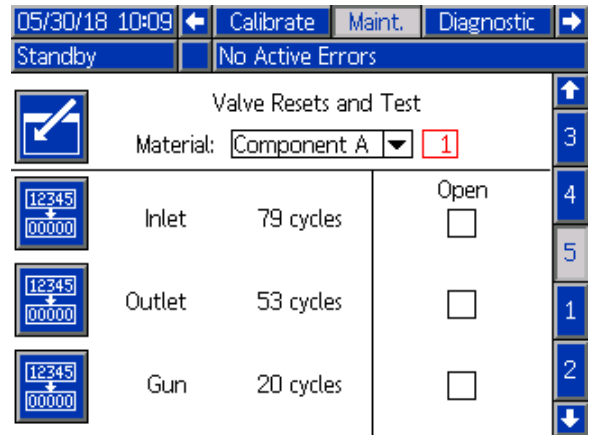 05/30/18 10:09 Calibrate Maint. Diagnostic
Standby No Active Errors
Valve Resets and Test
Material: Component A 1
3
Open
12345
00000
Inlet 79 cycles
4
5
12345
00000
Outlet 53 cycles
1
12345
00000
Gun 20 cycles
2